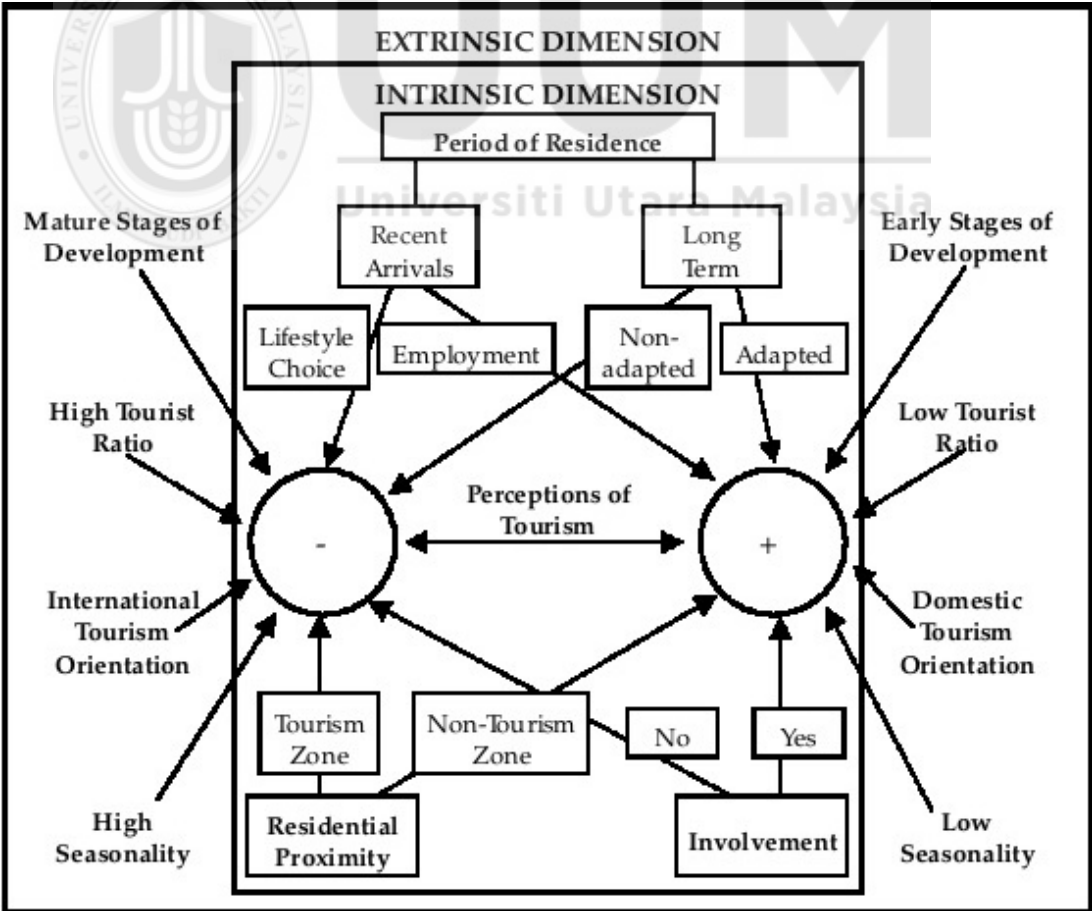 EXTRINSIC DIMENSION
INTRINSIC DIMENSION
Period of Residence
UUM
Universiti Utara Malaysia
Mature Stages of
Development
Recent
Arrivals
Long
Term
Early Stages of
Development
Lifestyle
Choice
Employment
Non-
adapted
Adapted
High Tourist
Ratio
Low Tourist
Ratio
Perceptions of
Tourism
-
+
International
Tourism
Orientation
Domestic
Tourism
Orientation
Tourism
Zone
Non-Tourism
Zone
No
Yes
High
Seasonality
Residential
Proximity
Involvement
Low
Seasonality